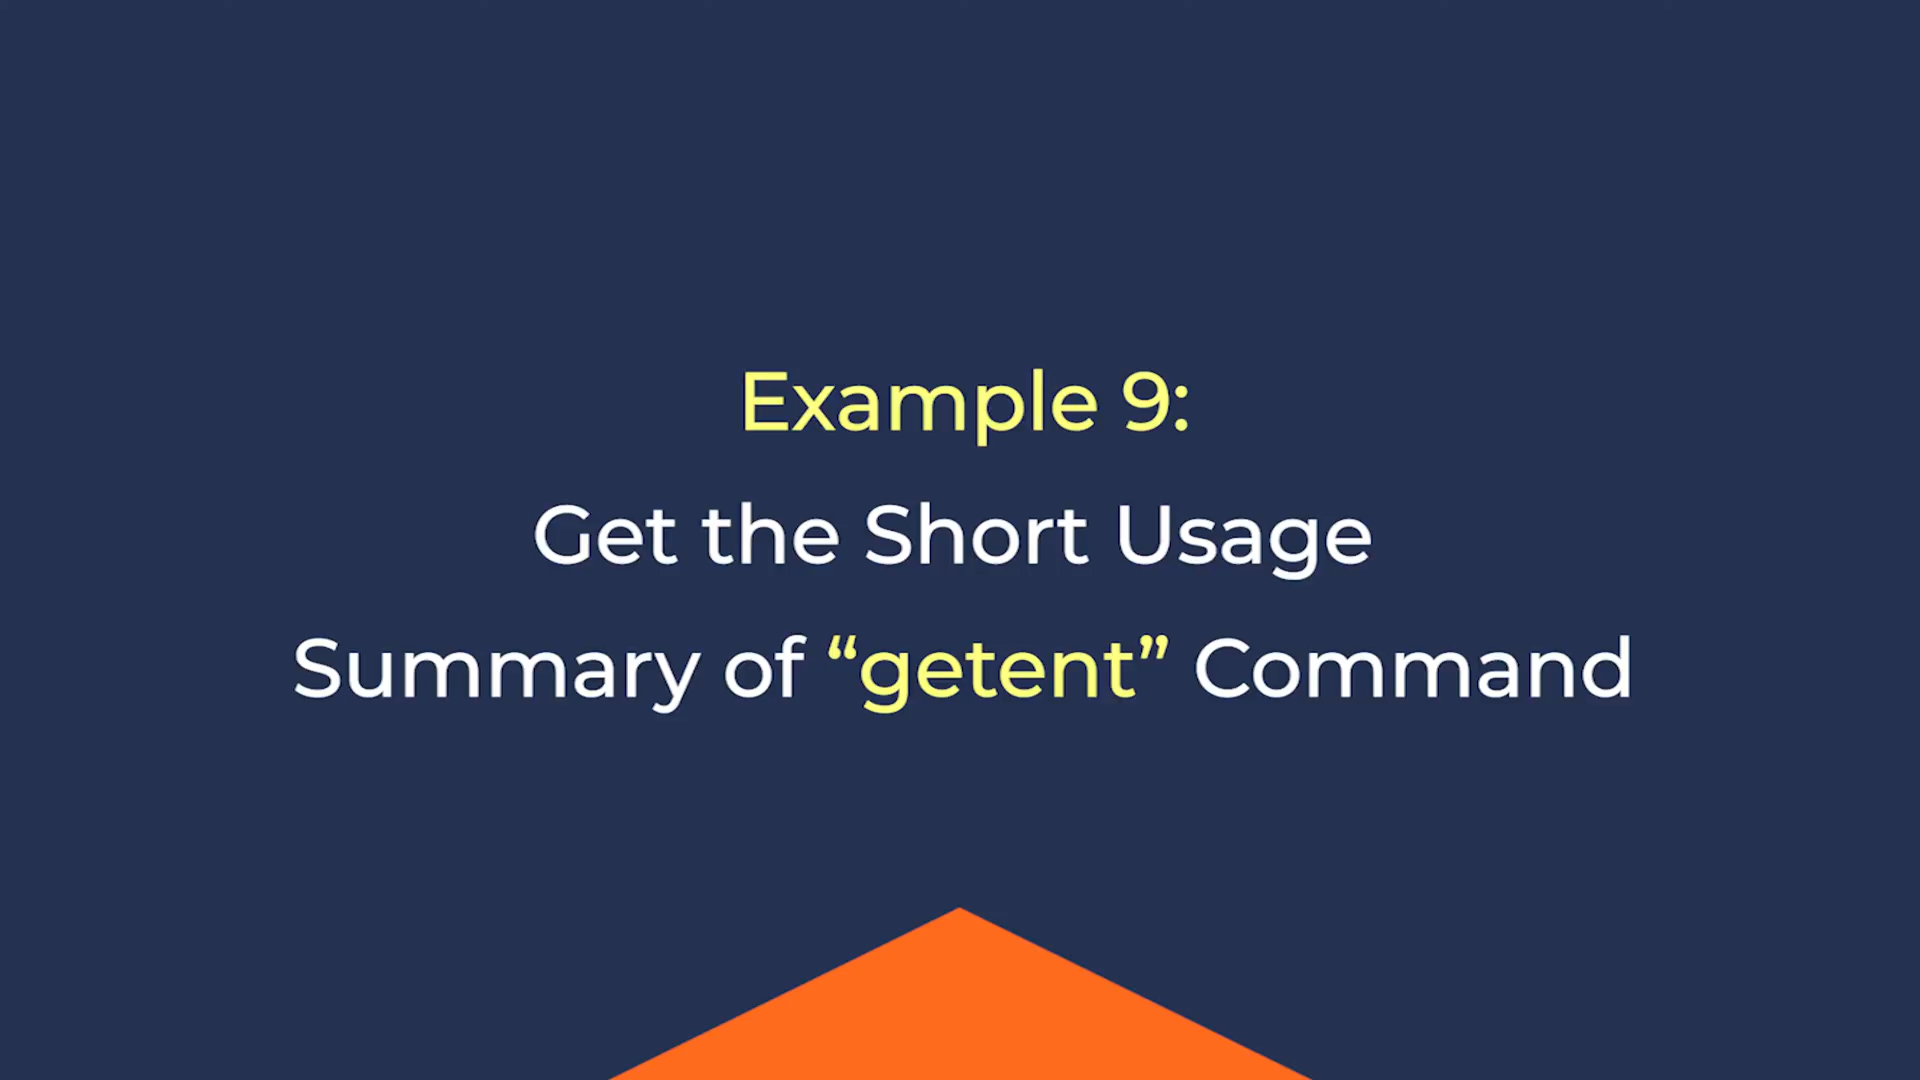 Example 9:
Get the Short Usage
Summary of “getent” Command